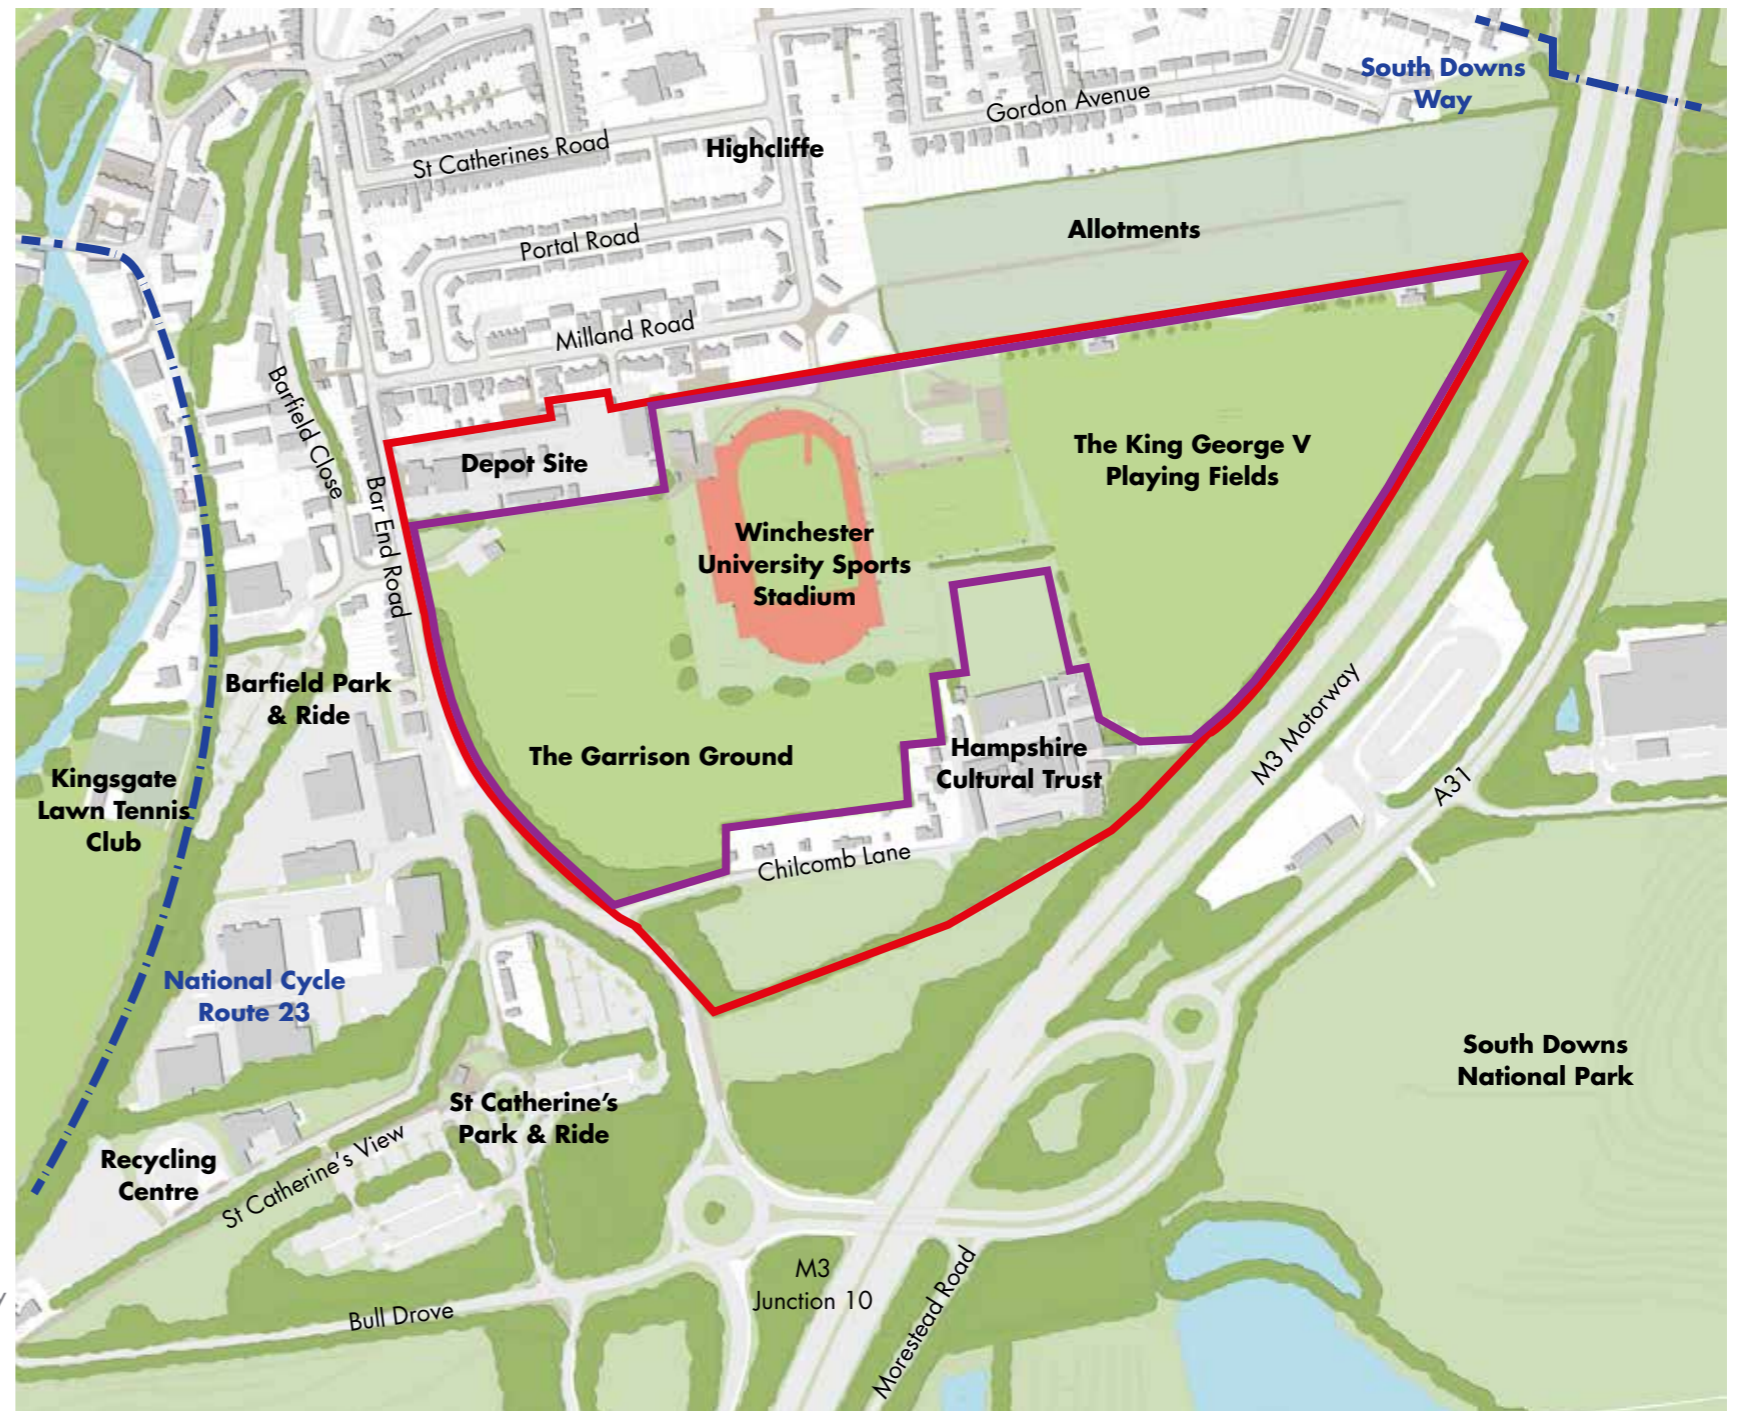 South Downs
Way
Gordon Avenue
St Catherines Road
Highcliffe
Allotments
Portal Road
Milland Road
Barfield Close
The King George V
Playing Fields
Depot Site
Bar End Road
Winchester
University Sports
Stadium
Barfield Park
& Ride
M3 Motorway
The Garrison Ground
Hampshire
Cultural Trust
Kingsgate
Lawn Tennis
Club
A31
Chilcomb Lane
National Cycle
Route 23
South Downs
National Park
St Catherine's
Park & Ride
Recycling
Centre
St Catherine's View
M3
Junction 10
Morestead Road
Bull Drove